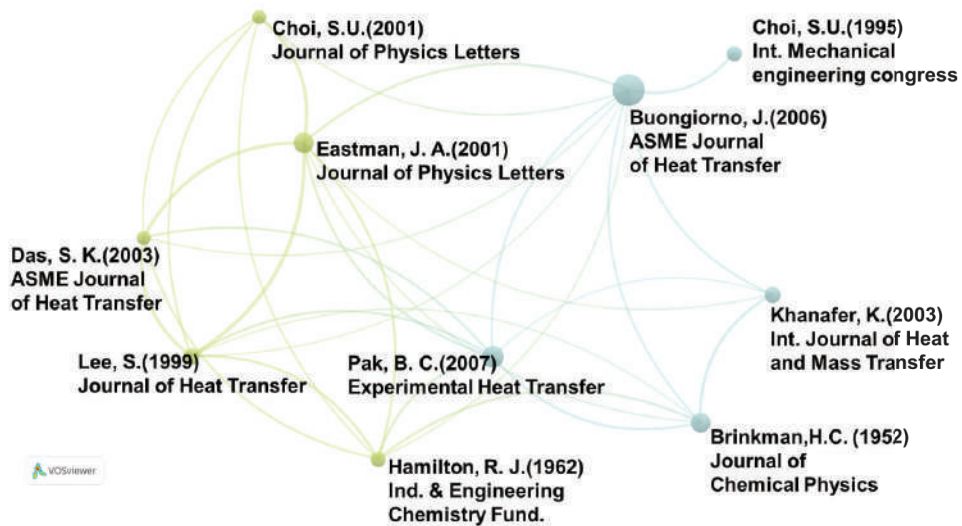 Choi, S.U.(2001)
Journal of Physics Letters
Choi, S.U.(1995)
Int. Mechanical
engineering congress
Buongiorno, J.(2006)
ASME Journal
of Heat Transfer
Eastman, J. A.(2001)
Journal of Physics Letters
Das, S. K.(2003)
ASME Journal
of Heat Transfer
Khanafer, K.(2003)
Int. Journal of Heat
and Mass Transfer
Lee, S.(1999)
Journal of Heat Transfer
Pak, B. C.(2007)
Experimental Heat Transfer
Brinkman,H.C. (1952)
Journal of
Chemical Physics
Hamilton, R. J.(1962)
Ind. & Engineering
Chemistry Fund.
VOSviewer